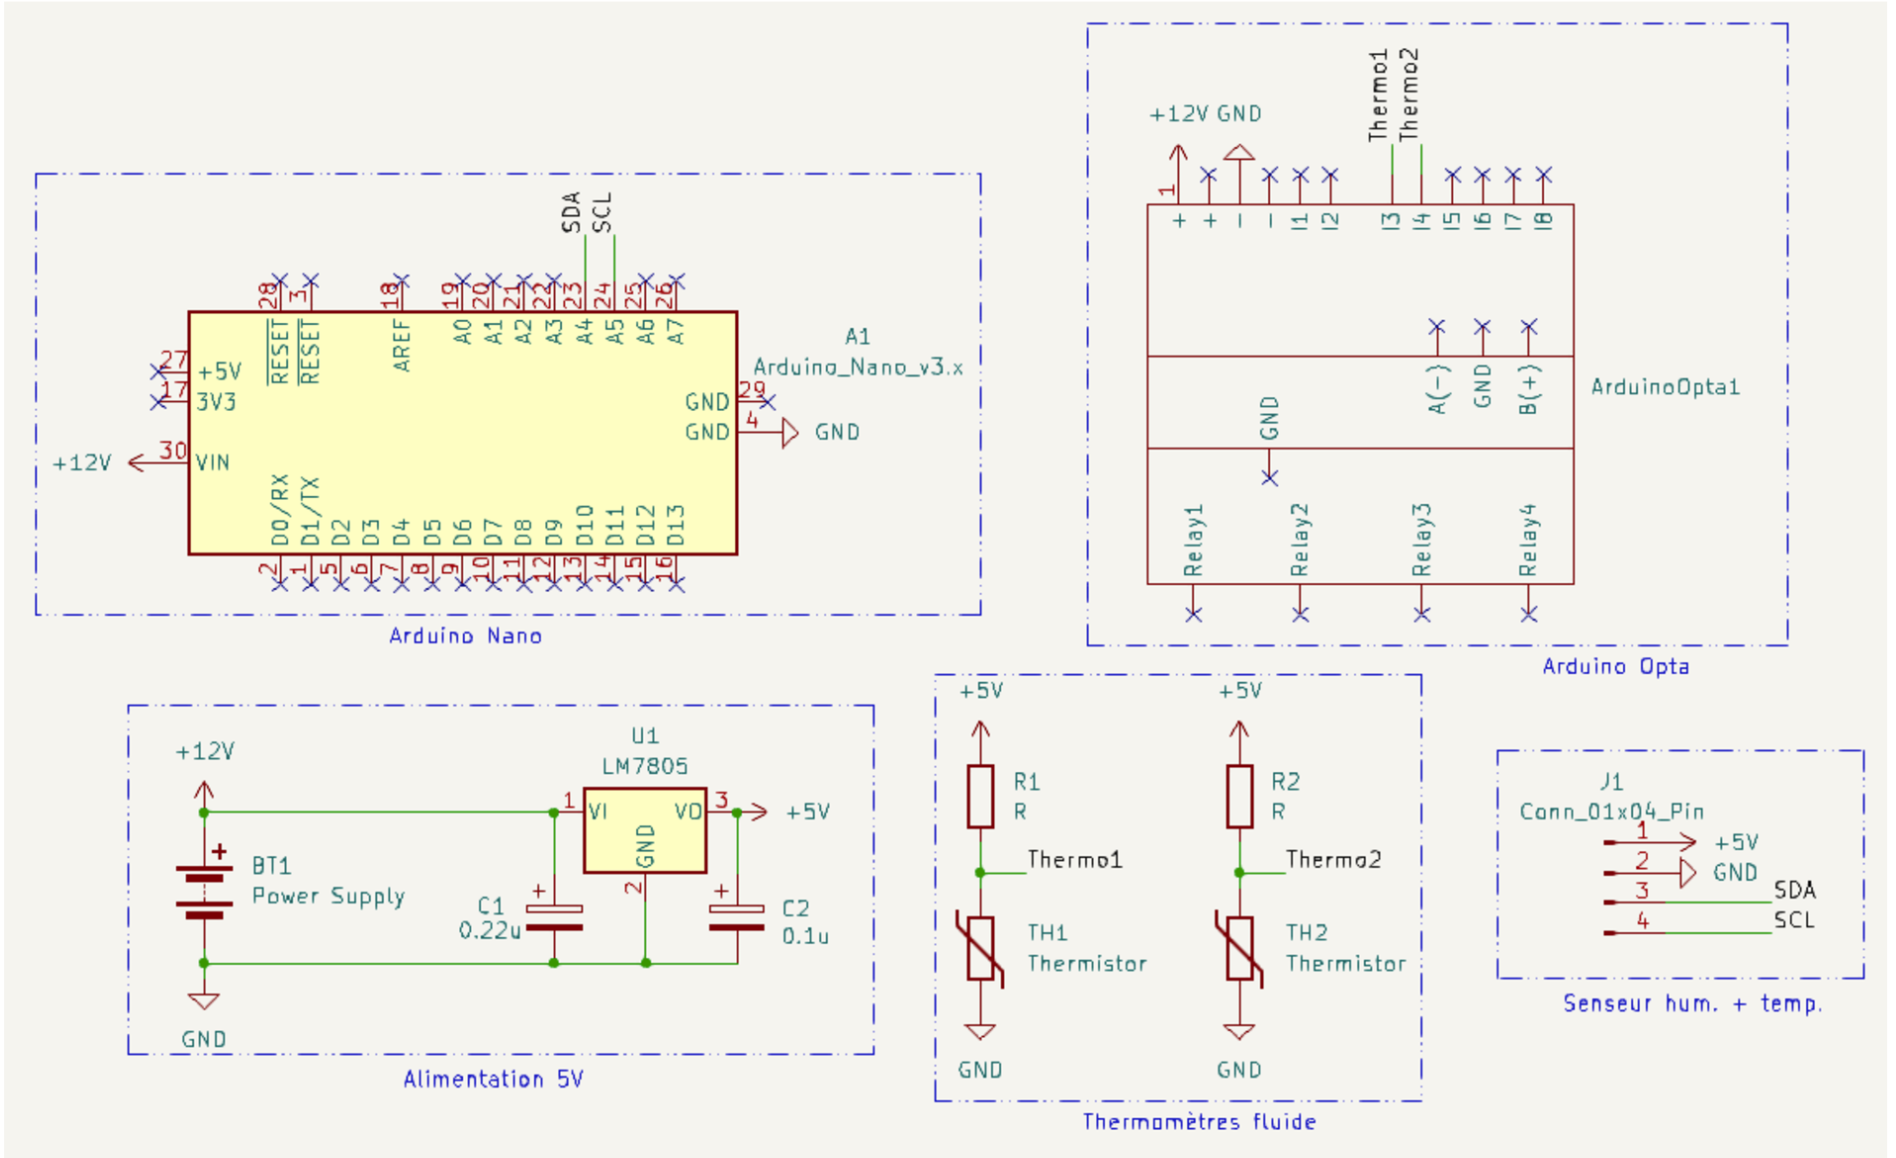 SDA
SCL
28
3
18
19
20
21
22
23
24
25
26
RESET
RESET
AREF
A0
A1
A2
A3
A4
A5
A6
A7
27
+5V
17
3V3
+12V
30
VIN
A1
Arduino_Nano_v3.x
29
GND
4
GND
GND
D0/RX
D1/TX
D2
D3
D4
D5
D6
D7
D8
D9
D10
D11
D12
D13
2
1
5
6
7
8
9
10
11
12
13
14
15
16
Arduino Nano
Thermo1
Thermo2
+12V
GND
1
+
+
-
-
I1
I2
I3
I4
I5
I6
I7
I8
A(-)
GND
B(+)
ArduinoOpta1
GND
Relay1
Relay2
Relay3
Relay4
Arduino Opta
+12V
U1
LM7805
1
VI
VO
3
+5V
GND
2
+
BT1
Power Supply
+
C1
0.22u
+
C2
0.1u
GND
Alimentation 5V
+5V
+5V
R1
R
R2
R
Thermo1
Thermo2
TH1
Thermistor
TH2
Thermistor
GND
GND
Thermomètres fluide
J1
Conn_01x04_Pin
1
+5V
2
GND
3
SDA
4
SCL
Senseur hum. + temp.